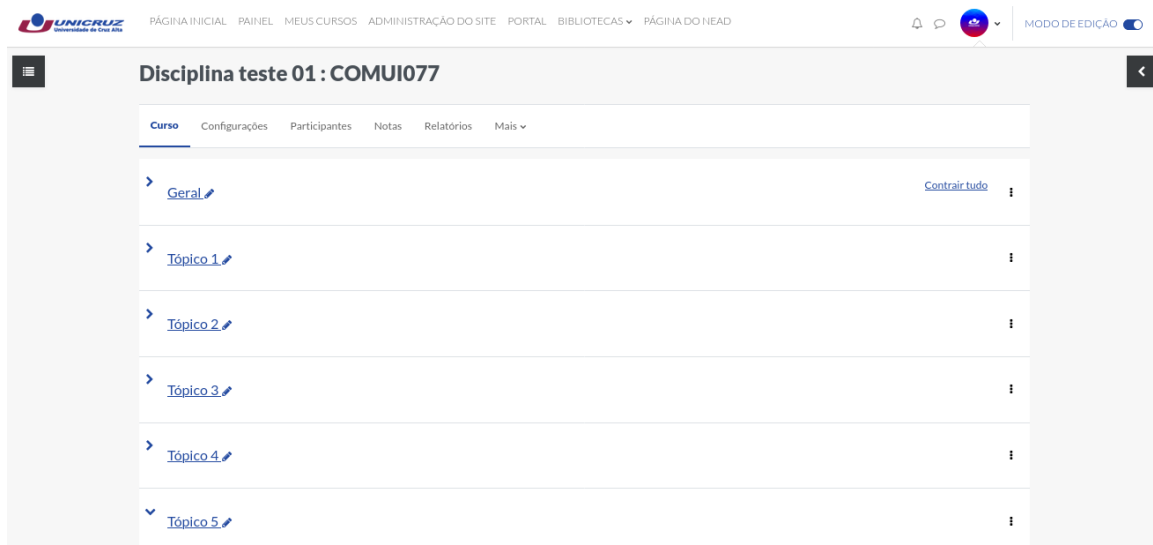 UNICRUZ
Universidade de Cruz Alta
PÁGINA INICIAL PAINEL MEUS CURSOS ADMINISTRAÇÃO DO SITE PORTAL BIBLIOTECAS PÁGINA DO NEAD
MODO DE EDIÇÃO
Disciplina teste 01 : COMUI077
Curso Configurações Participantes Notas Relatórios Mais
Geral
Contrair tudo
Tópico 1
Tópico 2
Tópico 3
Tópico 4
Tópico 5